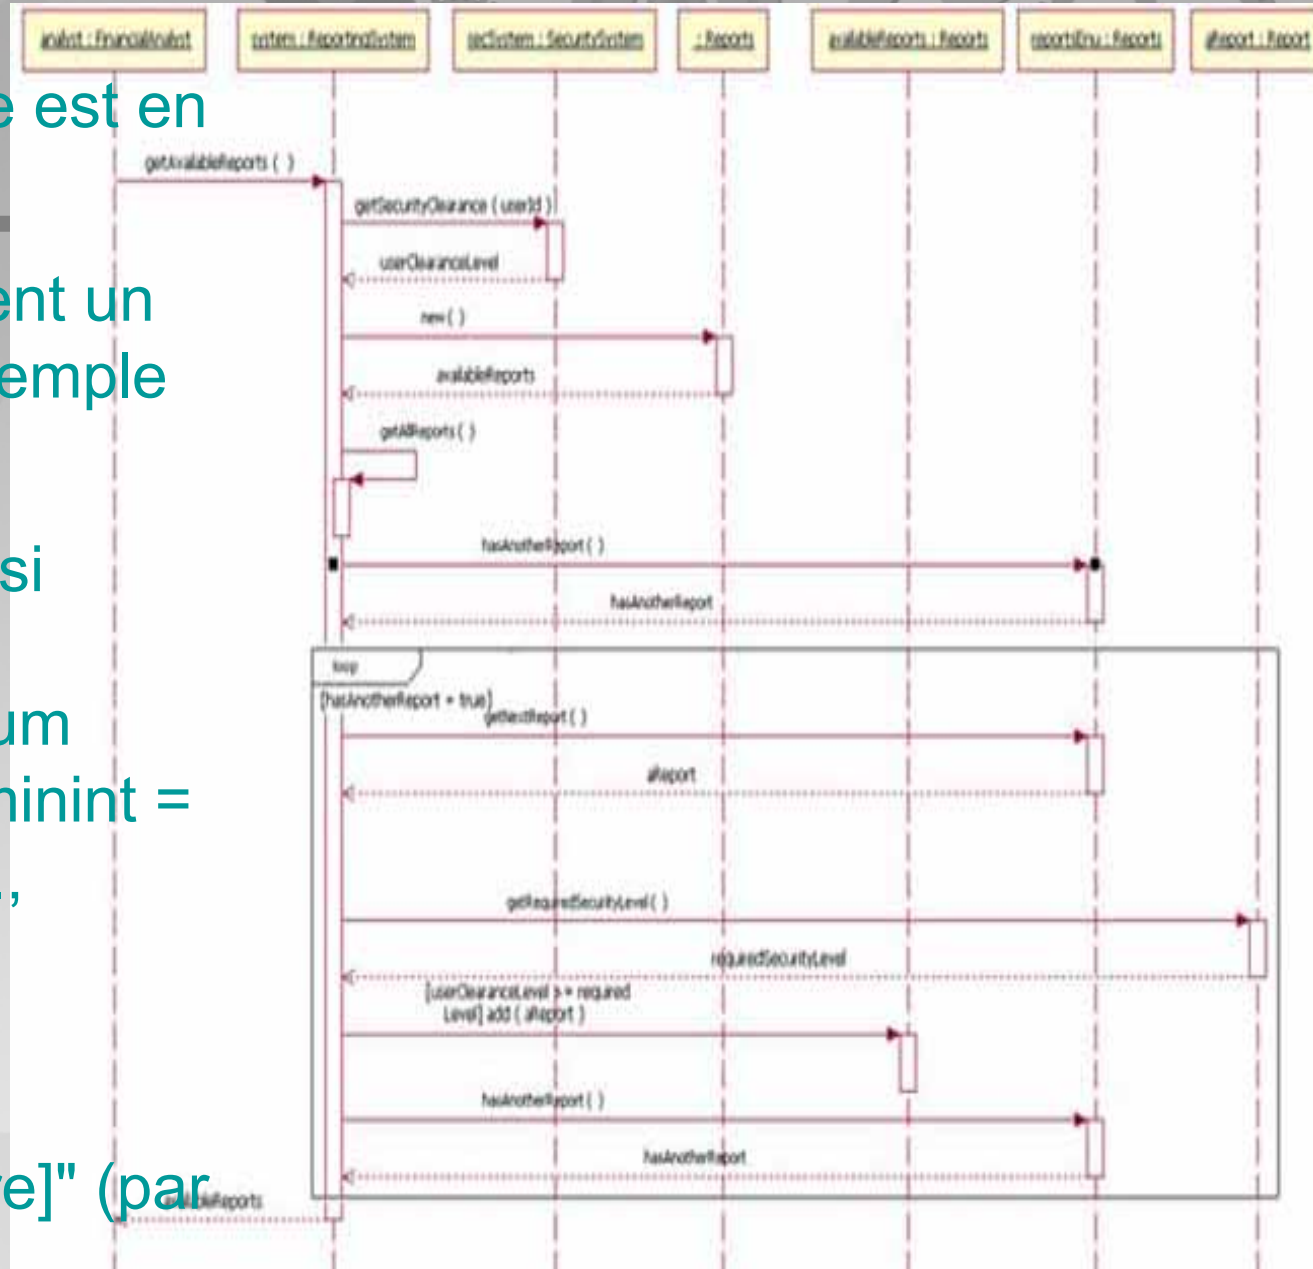 analyst : FinancialAnalyst
system : ReportingSystem
secSystem : SecuritySystem
: Reports
availableReports : Reports
reportsEnu : Reports
aReport : Report
e est en
getAvailableReports ( )
getSecurityClearance ( userId )
userClearanceLevel
ent un
new ( )
emple
availableReports
getAllReports ( )
si
hasAnotherReport ( )
hasAnotherReport
loop
[hasAnotherReport = true]
um
getNextReport ( )
minint =
aReport
.,
getRequiredSecurityLevel ( )
requiredSecurityLevel
[userClearanceLevel >= required
Level] add ( aReport )
hasAnotherReport ( )
hasAnotherReport
re]" (par
availableReports